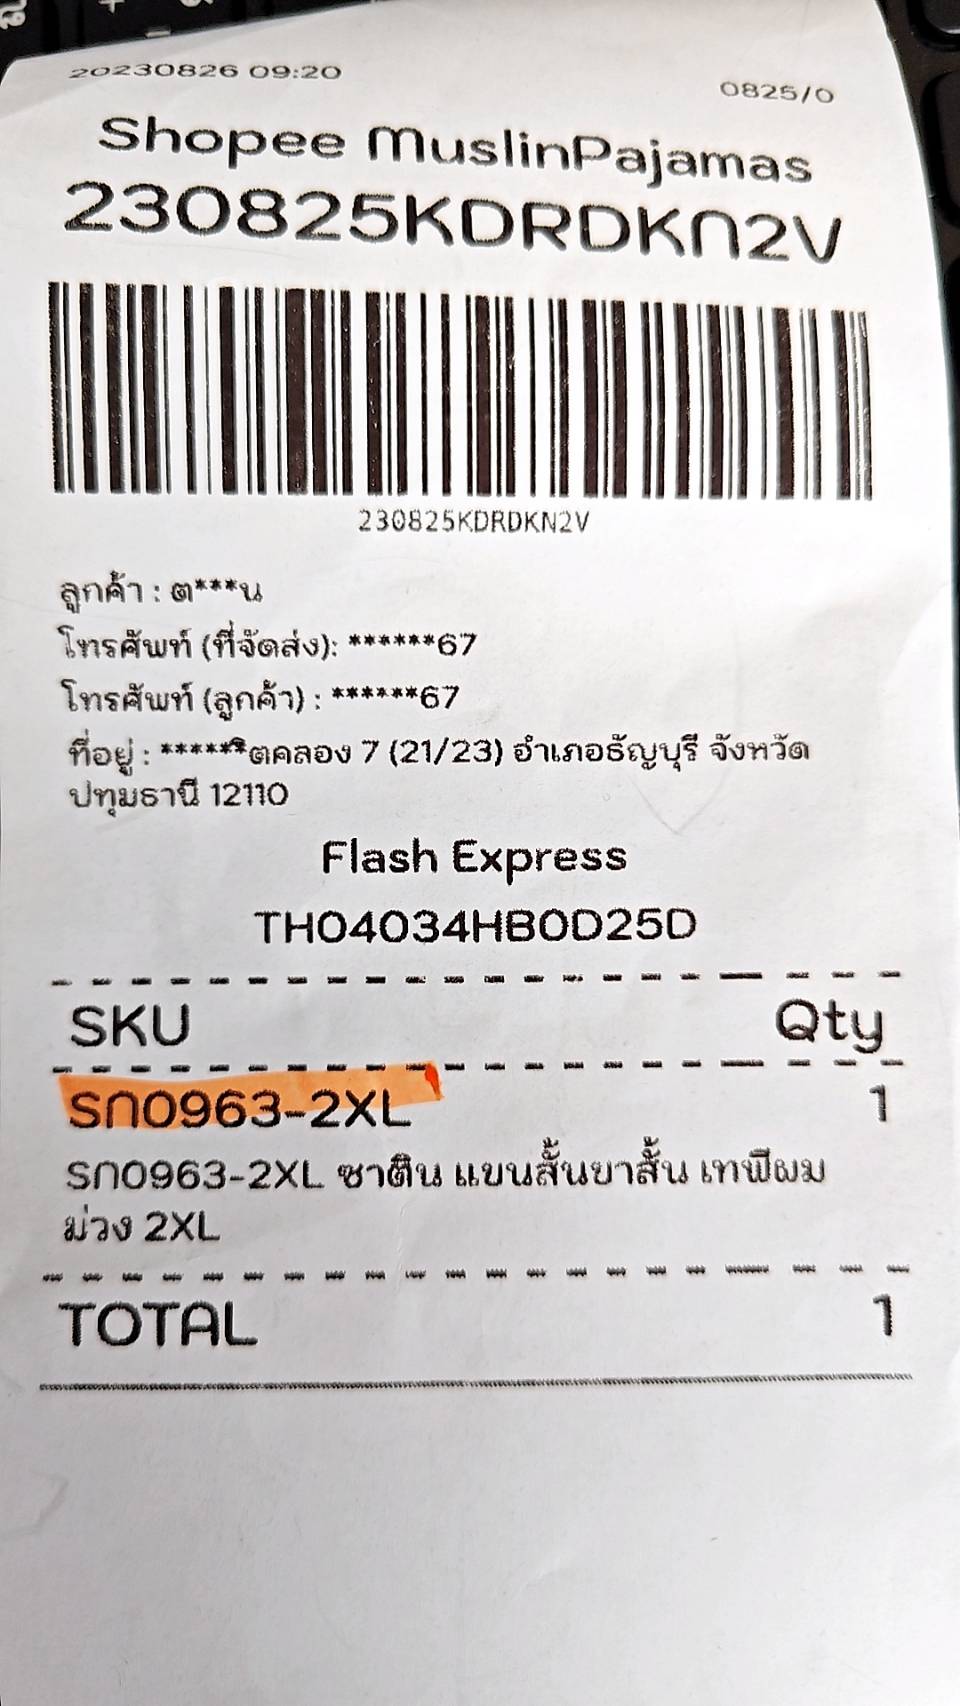 20230826 09:20
0825/0
Shopee MuslinPajamas
230825KDRDKN2V
230825KDRDKN2V
ลูกค้า : ต***น
โทรศัพท์ (ที่จัดส่ง): ******67
โทรศัพท์ (ลูกค้า) : ******67
ที่อยู่ : ******ิตคลอง 7 (21/23) อำเภอธัญบุรี จังหวัด
ปทุมธานี 12110
Flash Express
TH04034HB0D25D
SKU Qty
SN0963-2XL 1
SN0963-2XL ซาติน แขนสั้นขาสั้น เทพีผม
ม่วง 2XL
TOTAL 1